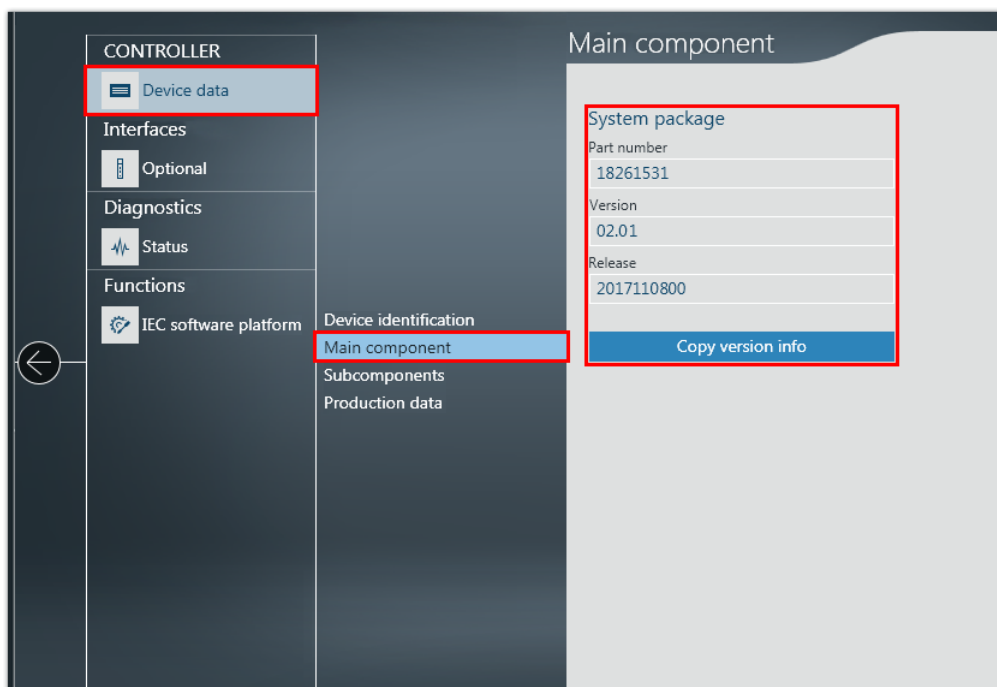 CONTROLLER
Device data
Interfaces
Optional
Diagnostics
Status
Functions
IEC software platform
Device identification
Main component
Subcomponents
Production data
Main component
System package
Part number
18261531
Version
02.01
Release
2017110800
Copy version info